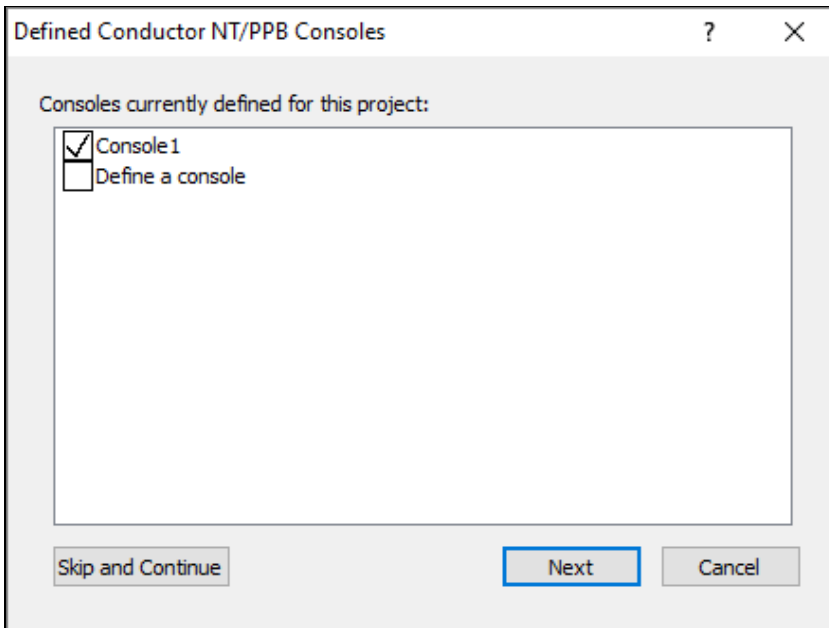 Defined Conductor NT/PPB Consoles ?
Consoles currently defined for this project:
Console1
Define a console
Skip and Continue Next Cancel